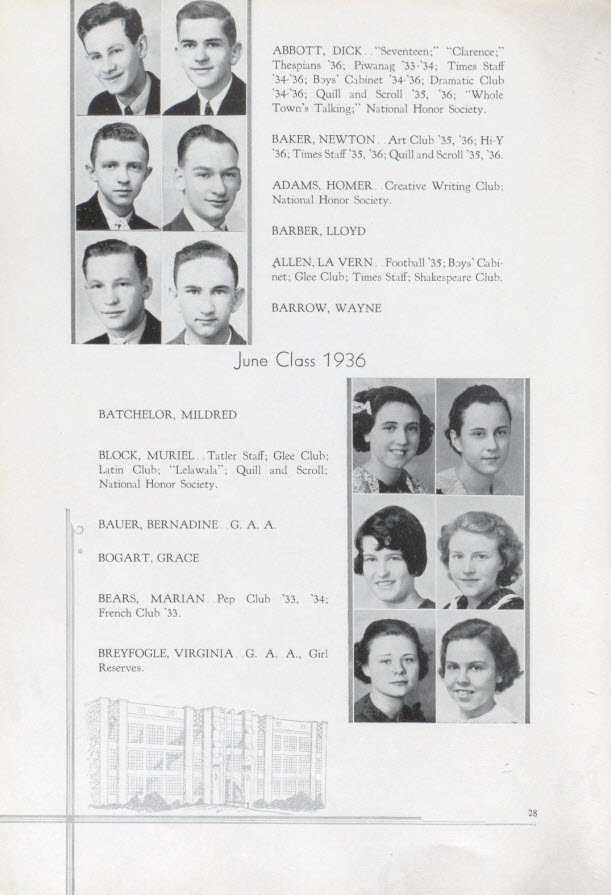 ABBOTT, DICK . . "Seventeen;" "Clarence;"
Thespians '36; Piwanag '33-'34; Times Staff
'34-'36; Boys' Cabinet '34-'36; Dramatic Club
'34-'36; Quill and Scroll '35, '36; "Whole
Town's Talking;" National Honor Society.
BAKER, NEWTON . . Art Club '35, '36; Hi-Y
'36; Times Staff '35, '36; Quill and Scroll '35, '36.
ADAMS, HOMER . . Creative Writing Club;
National Honor Society.
BARBER, LLOYD
ALLEN, LA VERN . . Football '35; Boys' Cabi-
net; Glee Club; Times Staff; Shakespeare Club.
BARROW, WAYNE
June Class 1936
BATCHELOR, MILDRED
BLOCK, MURIEL . . Tatler Staff; Glee Club;
Latin Club; "Lelawala"; Quill and Scroll;
National Honor Society.
BAUER, BERNADINE . . G. A. A.
BOGART, GRACE
BEARS, MARIAN . . Pep Club '33, '34;
French Club '33.
BREYFOGLE, VIRGINIA . . G. A. A., Girl
Reserves.
28